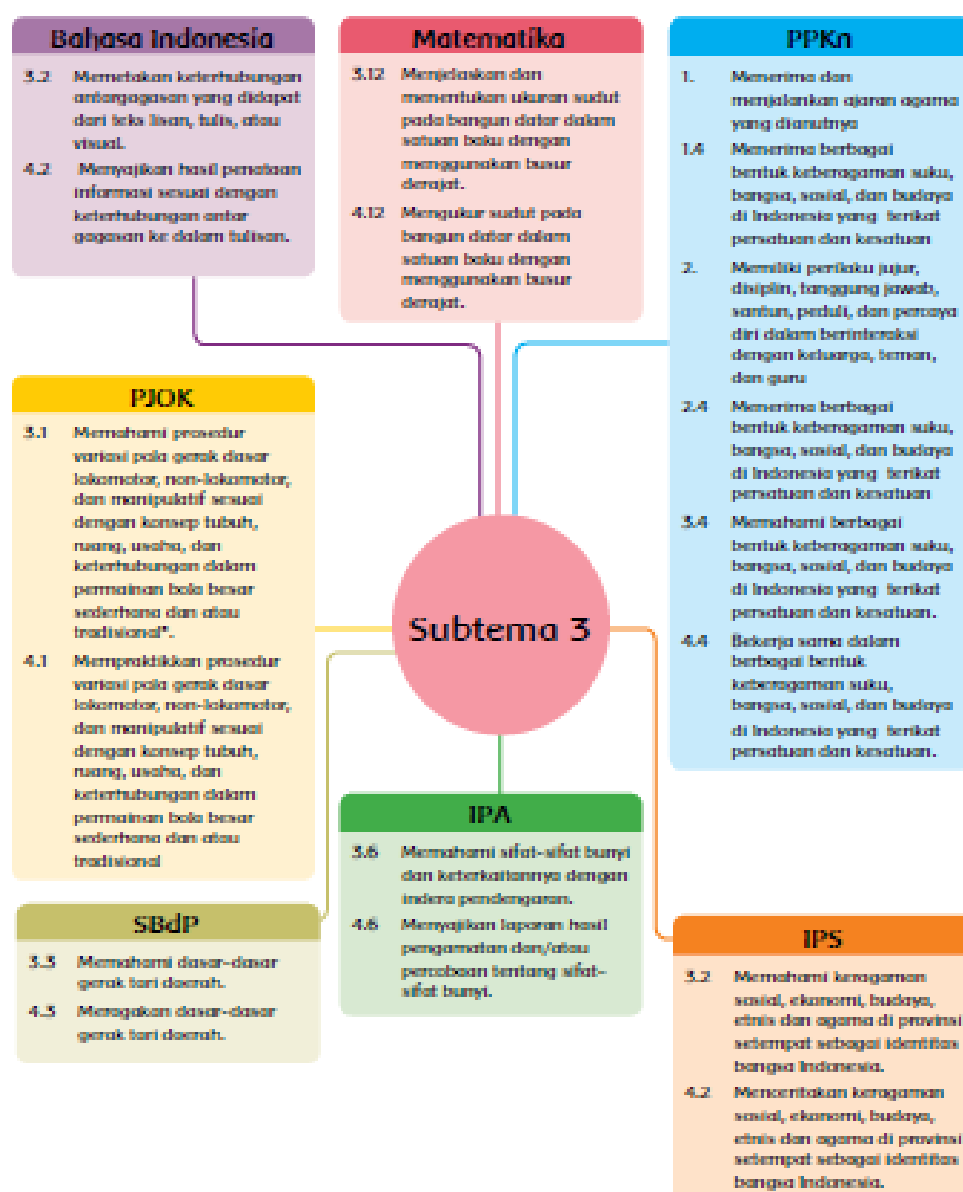 Bahasa Indonesia
3.2 Memetakan keterhubungan
antargagasan yang didapat
dari teks lisan, tulis, atau
visual.
4.2 Menyajikan hasil penataan
informasi sesuai dengan
keterhubungan antar
gagasan ke dalam tulisan.
Matematika
3.12 Menjelaskan dan
menentukan ukuran sudut
pada bangun datar dalam
satuan baku dengan
menggunakan busur
derajat.
4.12 Mengukur sudut pada
bangun datar dalam
satuan baku dengan
menggunakan busur
derajat.
PPKn
1. Menerima dan
menjalankan ajaran agama
yang dianutnya
1.4 Menerima berbagai
bentuk keberagaman suku,
bangsa, sosial, dan budaya
di Indonesia yang terikat
persatuan dan kesatuan
2. Memiliki perilaku jujur,
disiplin, tanggung jawab,
santun, peduli, dan percaya
diri dalam berinteraksi
dengan keluarga, teman,
dan guru
2.4 Menerima berbagai
bentuk keberagaman suku,
bangsa, sosial, dan budaya
di Indonesia yang terikat
persatuan dan kesatuan
3.4 Memahami berbagai
bentuk keberagaman suku,
bangsa, sosial, dan budaya
di Indonesia yang terikat
persatuan dan kesatuan.
4.4 Bekerja sama dalam
berbagai bentuk
keberagaman suku,
bangsa, sosial, dan budaya
di Indonesia yang terikat
persatuan dan kesatuan.
PJOK
3.1 Memahami prosedur
variasi pola gerak dasar
lokomotor, non-lokomotor,
dan manipulatif sesuai
dengan konsep tubuh,
ruang, usaha, dan
keterhubungan dalam
permainan bola besar
sederhana dan atau
tradisional*.
4.1 Mempraktikkan prosedur
variasi pola gerak dasar
lokomotor, non-lokomotor,
dan manipulatif sesuai
dengan konsep tubuh,
ruang, usaha, dan
keterhubungan dalam
permainan bola besar
sederhana dan atau
tradisional
Subtema 3
IPA
3.6 Memahami sifat-sifat bunyi
dan keterkaitannya dengan
indera pendengaran.
4.6 Menyajikan laporan hasil
pengamatan dan/atau
percobaan tentang sifat-
sifat bunyi.
SBdP
3.3 Memahami dasar-dasar
gerak tari daerah.
4.3 Meragakan dasar-dasar
gerak tari daerah.
IPS
3.2 Memahami keragaman
sosial, ekonomi, budaya,
etnis dan agama di provinsi
setempat sebagai identitas
bangsa Indonesia.
4.2 Menceritakan keragaman
sosial, ekonomi, budaya,
etnis dan agama di provinsi
setempat sebagai identitas
bangsa Indonesia.